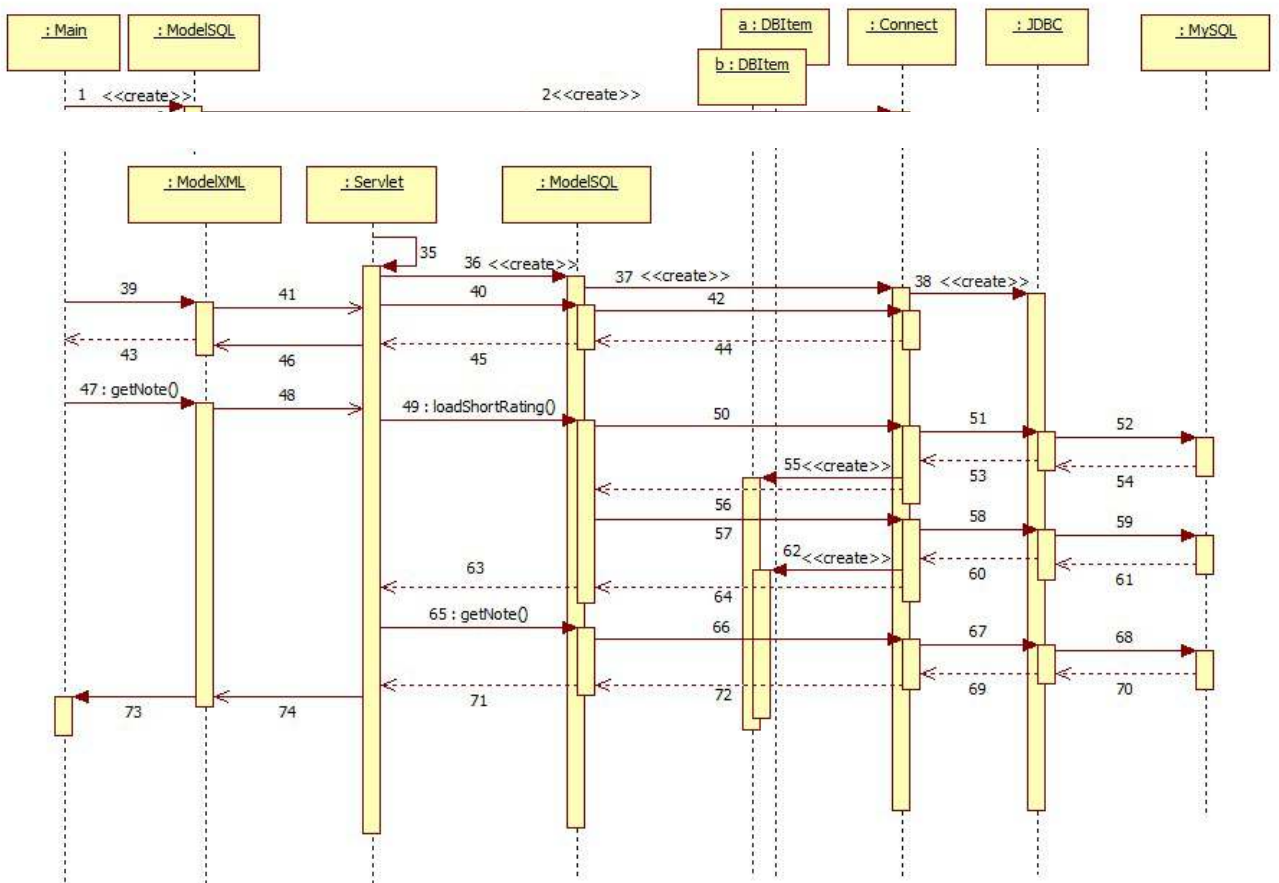 : Main : ModelSQL a : DBItem : Connect : JDBC : MySQL
b : DBItem
1 <<create>> 2<<create>>
: ModelXML : Servlet : ModelSQL
35
36 <<create>> 37 <<create>> 38 <<create>>
39 41 40 42
43 46 45 44
47 : getNote() 48 49 : loadShortRating() 50 51 52
55<<create>> 53 54
56
57 58 59
62<<create>> 60 61
63 64
65 : getNote() 66 67 68
71 72 69 70
73 74